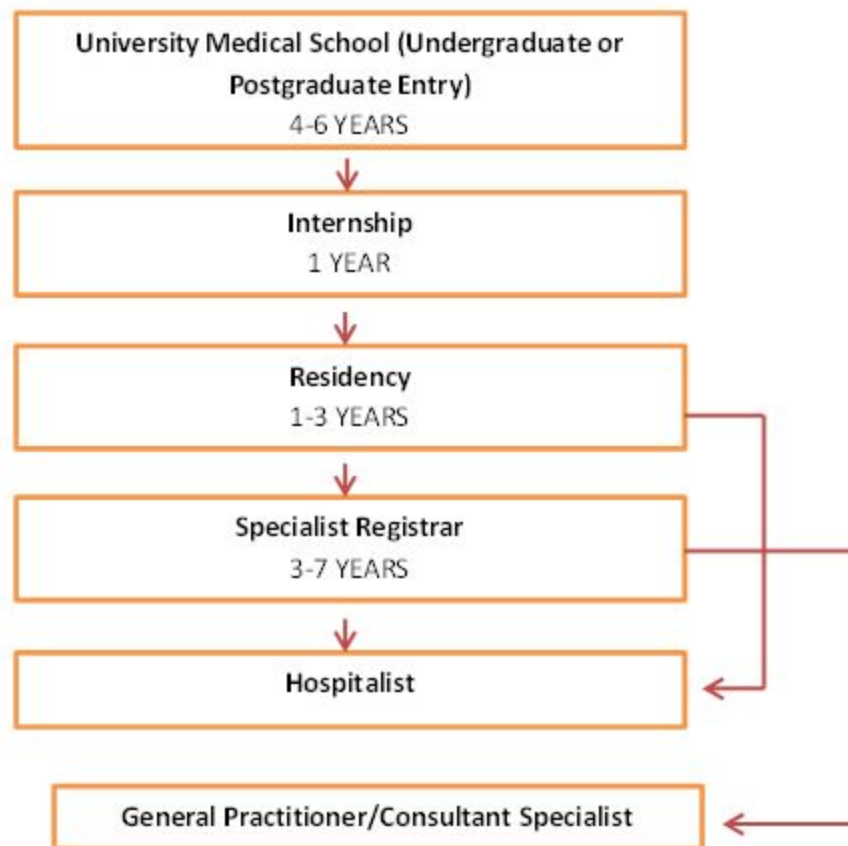 University Medical School (Undergraduate or
Postgraduate Entry)
4-6 YEARS
Internship
1 YEAR
Residency
1-3 YEARS
Specialist Registrar
3-7 YEARS
Hospitalist
General Practitioner/Consultant Specialist